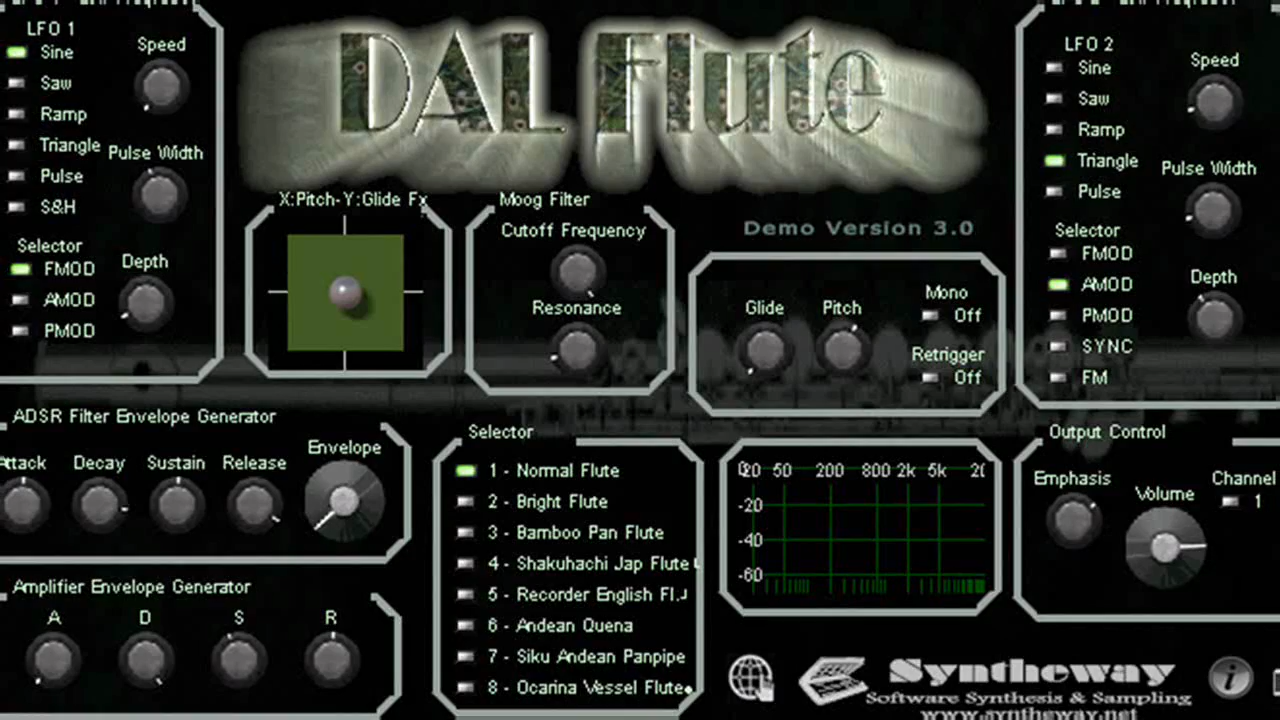 DAL Flute
LFO 1
Sine
Saw
Ramp
Triangle
Pulse
S&H
Speed
Pulse Width
Selector
FMOD
AMOD
PMOD
Depth
X:Pitch-Y:Glide Fx
Moog Filter
Cutoff Frequency
Resonance
Demo Version 3.0
Glide
Pitch
Mono
Off
Retrigger
Off
LFO 2
Sine
Saw
Ramp
Triangle
Pulse
Speed
Pulse Width
Selector
FMOD
AMOD
PMOD
SYNC
FM
Depth
ADSR Filter Envelope Generator
Attack Decay Sustain Release
Envelope
Amplifier Envelope Generator
A D S R
Selector
1 - Normal Flute
2 - Bright Flute
3 - Bamboo Pan Flute
4 - Shakuhachi Jap Flute
5 - Recorder English Fl.
6 - Andean Quena
7 - Siku Andean Panpipe
8 - Ocarina Vessel Flute
20 50 200 800 2k 5k
-20
-40
-60
Output Control
Emphasis
Volume
Channel
1
Syntheway
Software Synthesis & Sampling
www.syntheway.net
i